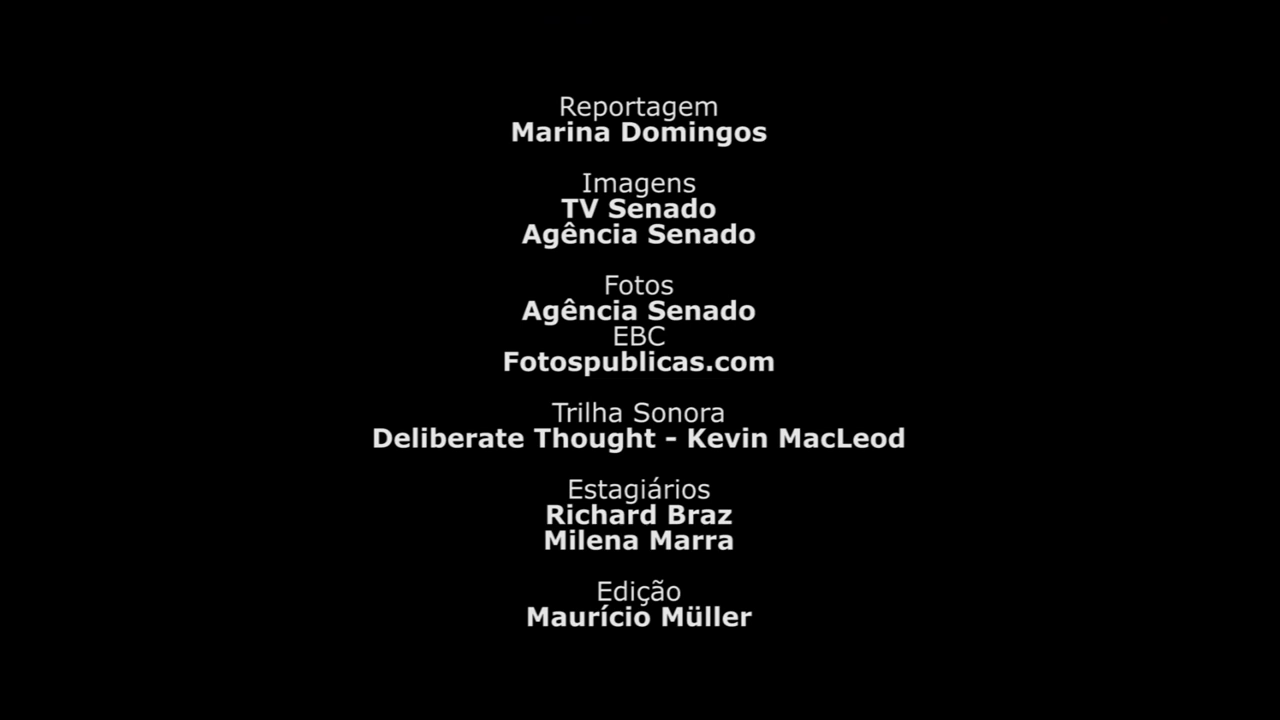 Reportagem
Marina Domingos
Imagens
TV Senado
Agência Senado
Fotos
Agência Senado
EBC
Fotospublicas.com
Trilha Sonora
Deliberate Thought - Kevin MacLeod
Estagiários
Richard Braz
Milena Marra
Edição
Maurício Müller